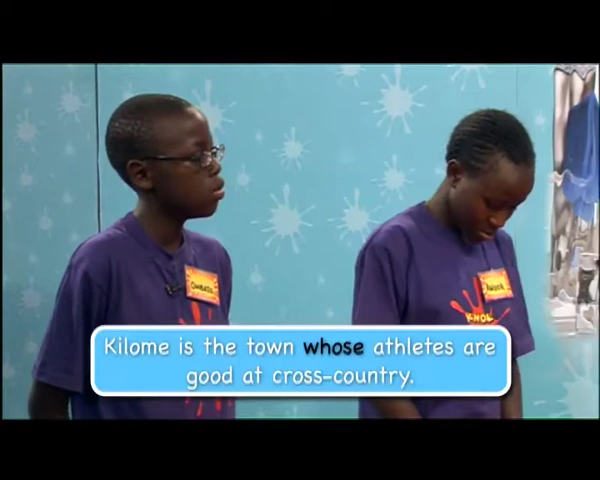 Kilome is the town whose athletes are
good at cross-country.